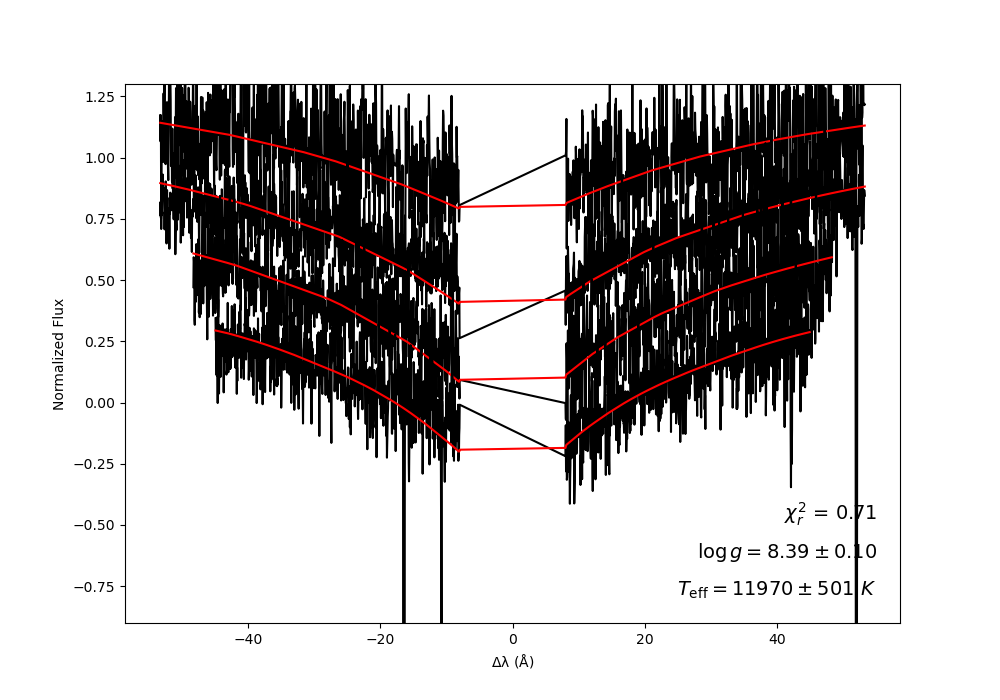 1.25
1.00
0.75
0.50
0.25
0.00
−0.25
−0.50
−0.75
Normalized Flux
χ²ᵣ = 0.71
log g = 8.39 ± 0.10
T_eff = 11970 ± 501 K
−40 −20 0 20 40
Δλ (Å)